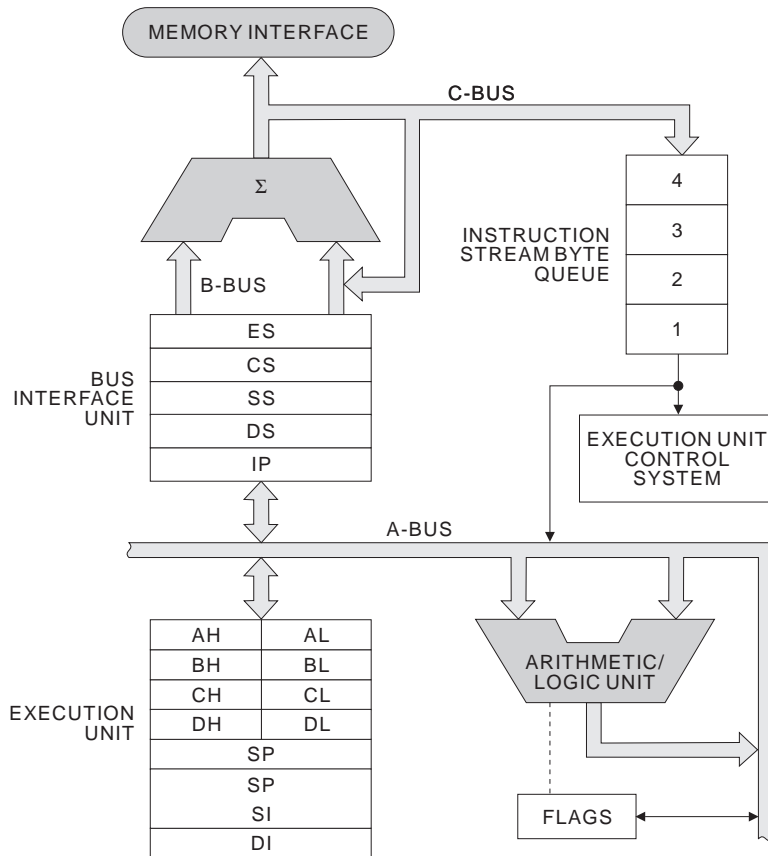 MEMORY INTERFACE
C-BUS
Σ
4
3
2
1
INSTRUCTION
STREAM BYTE
QUEUE
B-BUS
ES
CS
SS
DS
IP
BUS
INTERFACE
UNIT
EXECUTION UNIT
CONTROL
SYSTEM
A-BUS
AH AL
BH BL
CH CL
DH DL
SP
SP
SI
DI
EXECUTION
UNIT
ARITHMETIC/
LOGIC UNIT
FLAGS